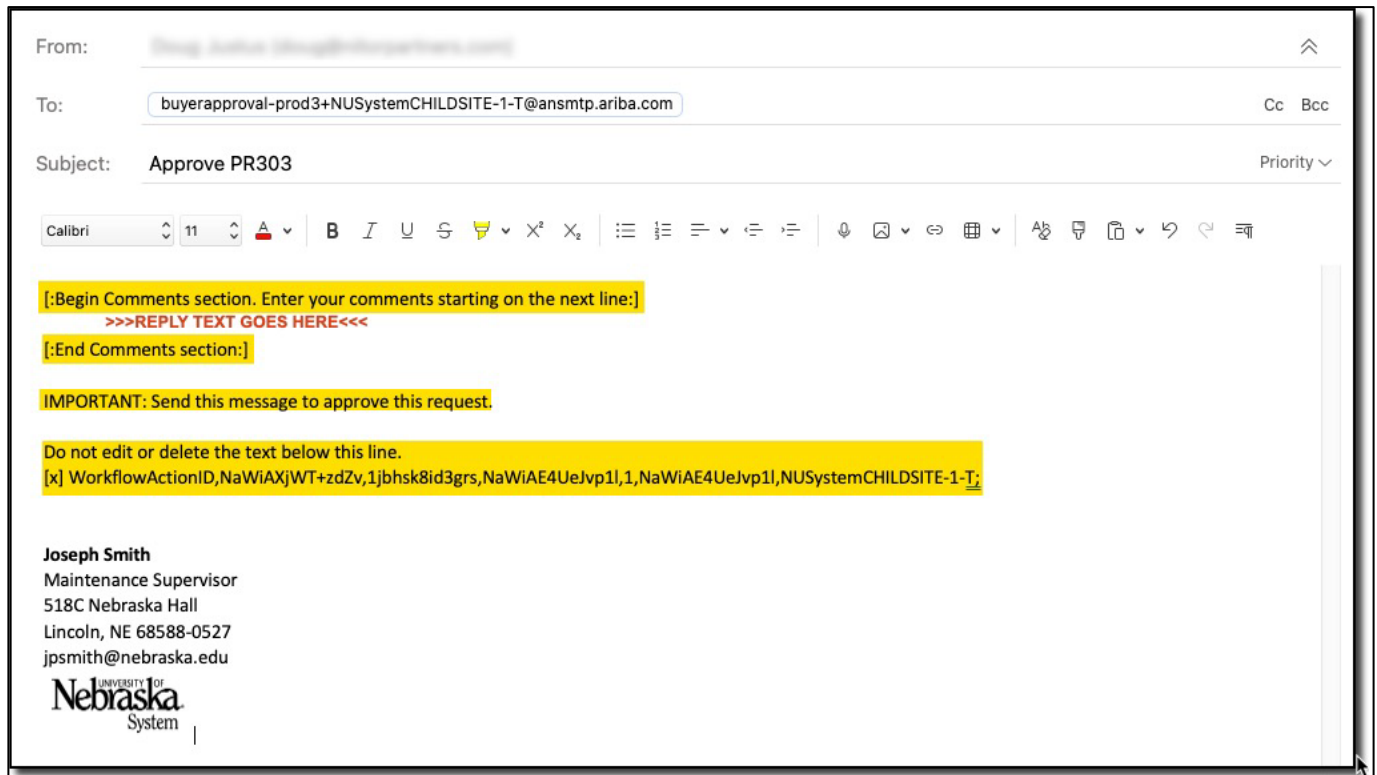 From:
To: buyerapproval-prod3+NUSystemCHILDSITE-1-T@ansmtp.ariba.com Cc Bcc
Subject: Approve PR303 Priority
Calibri 11 A B I U S X² X₂
[:Begin Comments section. Enter your comments starting on the next line:]
>>>REPLY TEXT GOES HERE<<<
[:End Comments section:]
IMPORTANT: Send this message to approve this request.
Do not edit or delete the text below this line.
[x] WorkflowActionID,NaWiAXjWT+zdZv,1jbhsk8id3grs,NaWiAE4UeJvp1l,1,NaWiAE4UeJvp1l,NUSystemCHILDSITE-1-T;
Joseph Smith
Maintenance Supervisor
518C Nebraska Hall
Lincoln, NE 68588-0527
jpsmith@nebraska.edu
UNIVERSITY OF
Nebraska
System